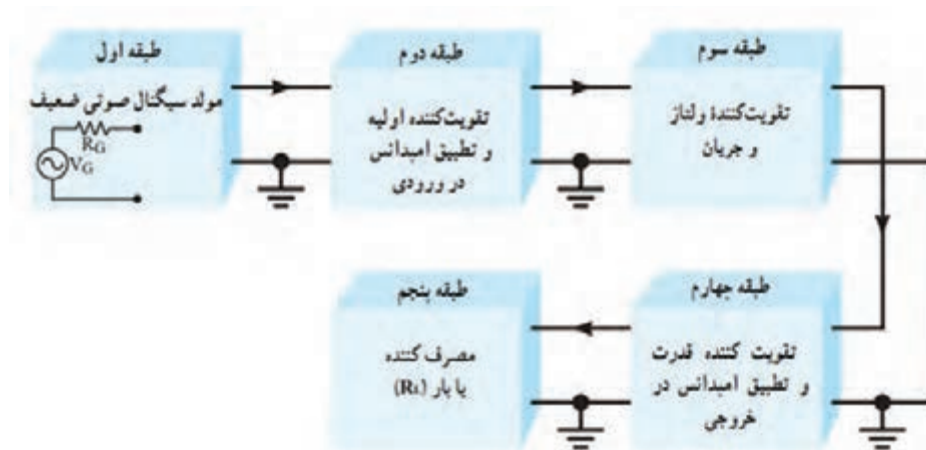 طبقه اول
مولد سیگنال صوتی ضعیف
RG
VG
طبقه دوم
تقویت‌کننده اولیه
و تطبیق امپدانس
در ورودی
طبقه سوم
تقویت‌کنندهٔ ولتاژ
و جریان
طبقه چهارم
تقویت کننده قدرت
و تطبیق امپدانس در
خروجی
طبقه پنجم
مصرف کننده
یا بار (RL)